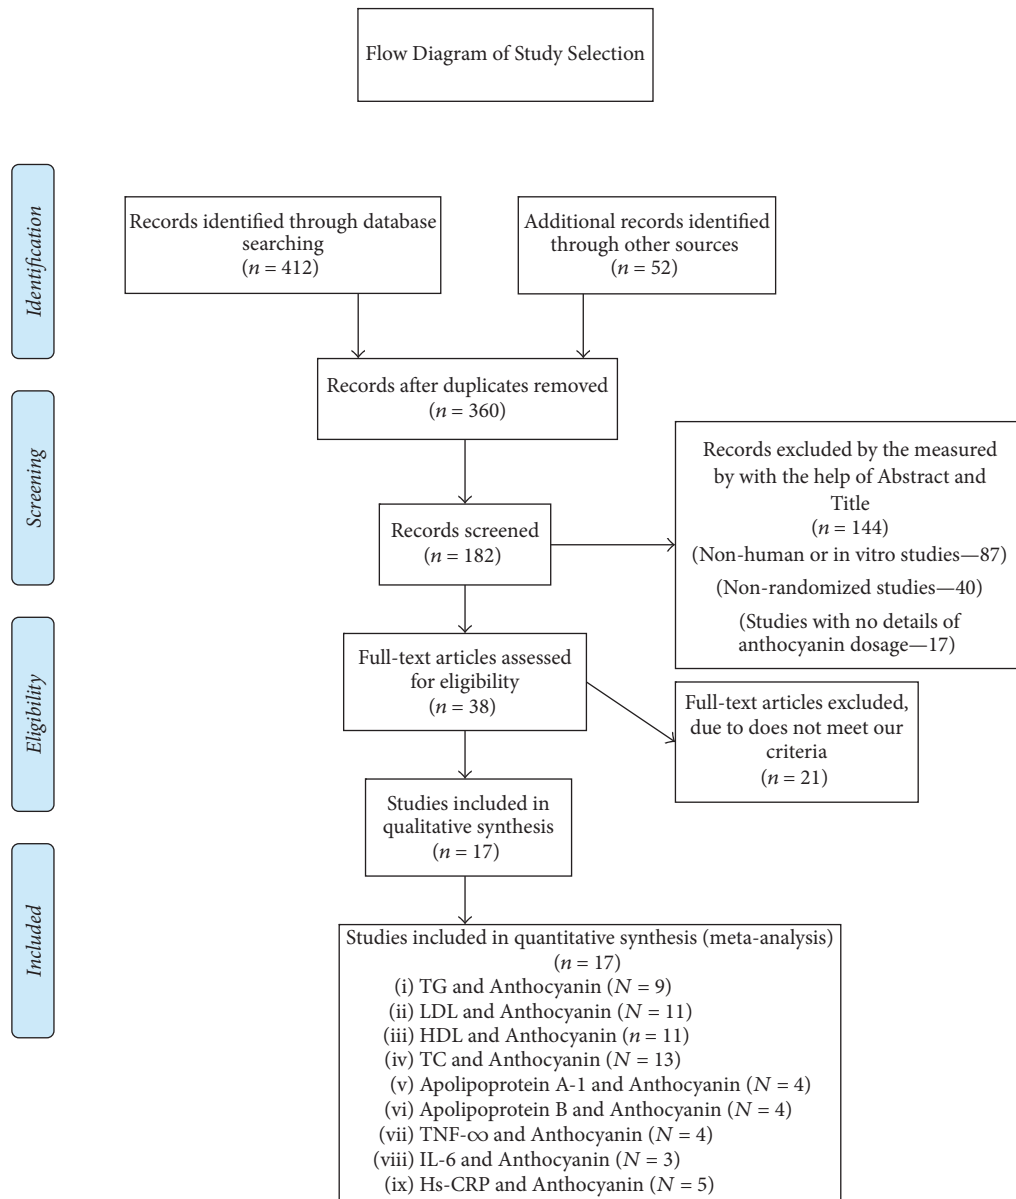 Flow Diagram of Study Selection
Identification
Records identified through database
searching
(n = 412)
Additional records identified
through other sources
(n = 52)
Records after duplicates removed
(n = 360)
Screening
Records screened
(n = 182)
Records excluded by the measured
by with the help of Abstract and
Title
(n = 144)
(Non-human or in vitro studies—87)
(Non-randomized studies—40)
(Studies with no details of
anthocyanin dosage—17)
Eligibility
Full-text articles assessed
for eligibility
(n = 38)
Full-text articles excluded,
due to does not meet our
criteria
(n = 21)
Studies included in
qualitative synthesis
(n = 17)
Included
Studies included in quantitative synthesis (meta-analysis)
(n = 17)
(i) TG and Anthocyanin (N = 9)
(ii) LDL and Anthocyanin (N = 11)
(iii) HDL and Anthocyanin (n = 11)
(iv) TC and Anthocyanin (N = 13)
(v) Apolipoprotein A-1 and Anthocyanin (N = 4)
(vi) Apolipoprotein B and Anthocyanin (N = 4)
(vii) TNF-∞ and Anthocyanin (N = 4)
(viii) IL-6 and Anthocyanin (N = 3)
(ix) Hs-CRP and Anthocyanin (N = 5)